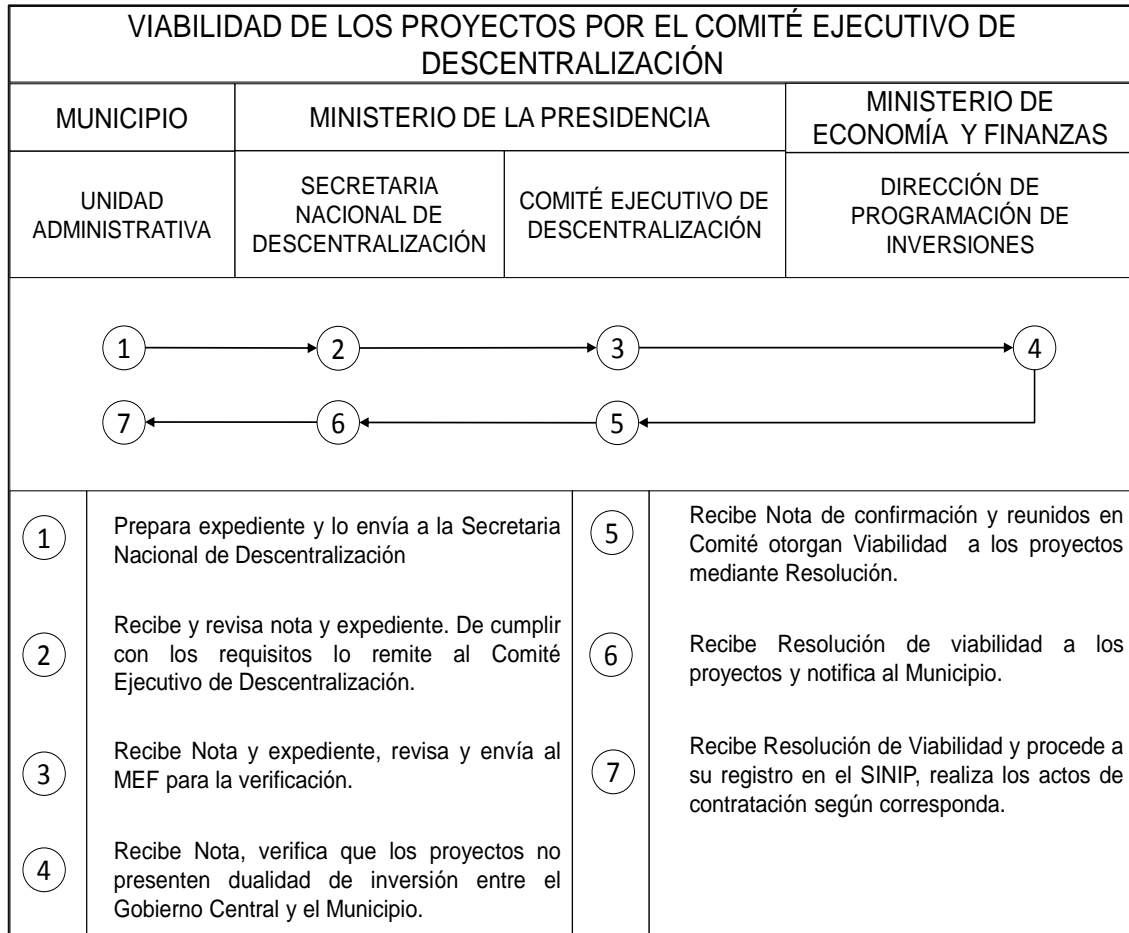 VIABILIDAD DE LOS PROYECTOS POR EL COMITÉ EJECUTIVO DE
DESCENTRALIZACIÓN
MUNICIPIO
MINISTERIO DE LA PRESIDENCIA
MINISTERIO DE
ECONOMÍA Y FINANZAS
UNIDAD
ADMINISTRATIVA
SECRETARIA
NACIONAL DE
DESCENTRALIZACIÓN
COMITÉ EJECUTIVO DE
DESCENTRALIZACIÓN
DIRECCIÓN DE
PROGRAMACIÓN DE
INVERSIONES
1
2
3
4
7
6
5
1
Prepara expediente y lo envía a la Secretaria
Nacional de Descentralización
2
Recibe y revisa nota y expediente. De cumplir
con los requisitos lo remite al Comité
Ejecutivo de Descentralización.
3
Recibe Nota y expediente, revisa y envía al
MEF para la verificación.
4
Recibe Nota, verifica que los proyectos no
presenten dualidad de inversión entre el
Gobierno Central y el Municipio.
5
Recibe Nota de confirmación y reunidos en
Comité otorgan Viabilidad a los proyectos
mediante Resolución.
6
Recibe Resolución de viabilidad a los
proyectos y notifica al Municipio.
7
Recibe Resolución de Viabilidad y procede a
su registro en el SINIP, realiza los actos de
contratación según corresponda.